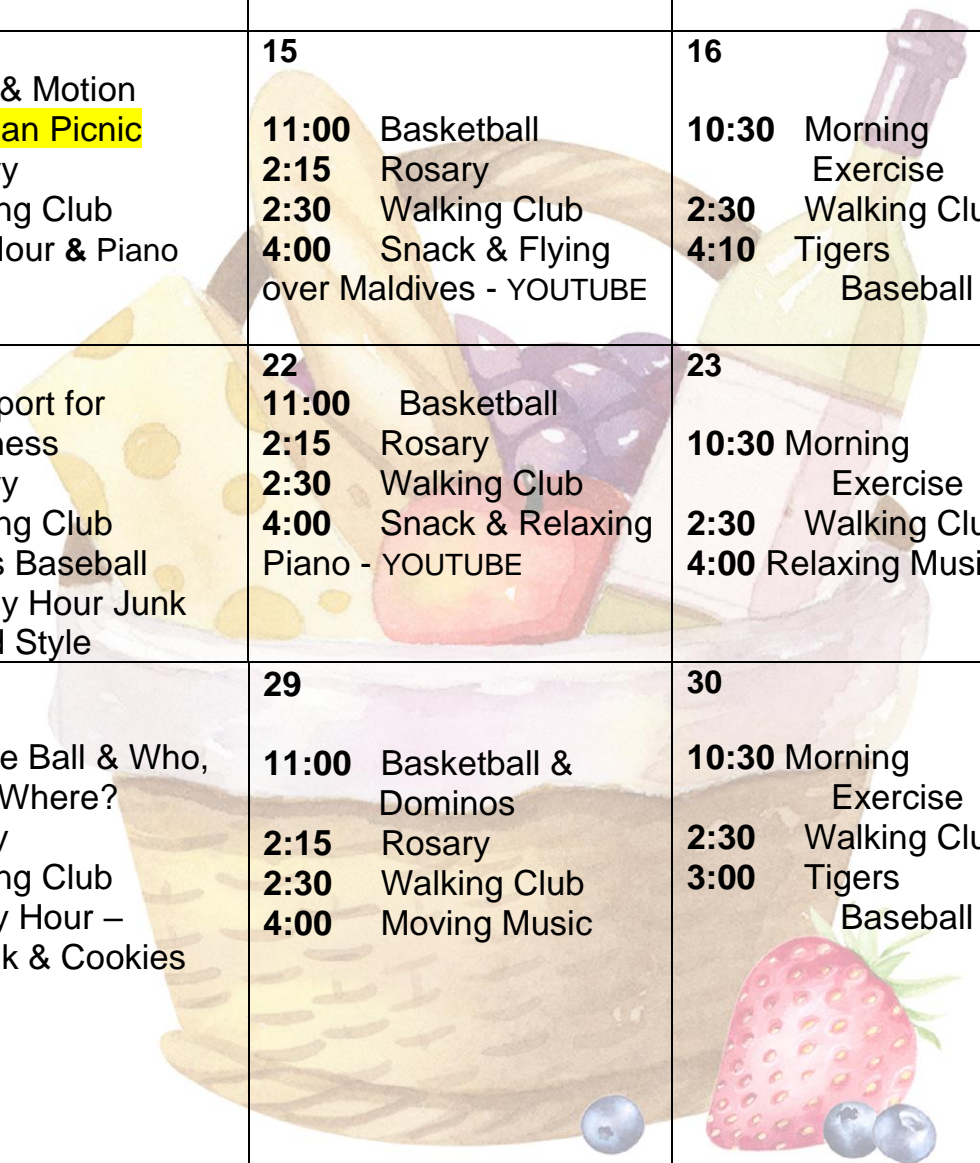 & Motion
an Picnic
y
ng Club
our & Piano
15
11:00 Basketball
2:15 Rosary
2:30 Walking Club
4:00 Snack & Flying
over Maldives - YOUTUBE
16
10:30 Morning
Exercise
2:30 Walking Clu
4:10 Tigers
Baseball
port for
ness
y
ng Club
s Baseball
y Hour Junk
d Style
22
11:00 Basketball
2:15 Rosary
2:30 Walking Club
4:00 Snack & Relaxing
Piano - YOUTUBE
23
10:30 Morning
Exercise
2:30 Walking Clu
4:00 Relaxing Musi
e Ball & Who,
Where?
y
ng Club
y Hour –
k & Cookies
29
11:00 Basketball &
Dominos
2:15 Rosary
2:30 Walking Club
4:00 Moving Music
30
10:30 Morning
Exercise
2:30 Walking Clu
3:00 Tigers
Baseball